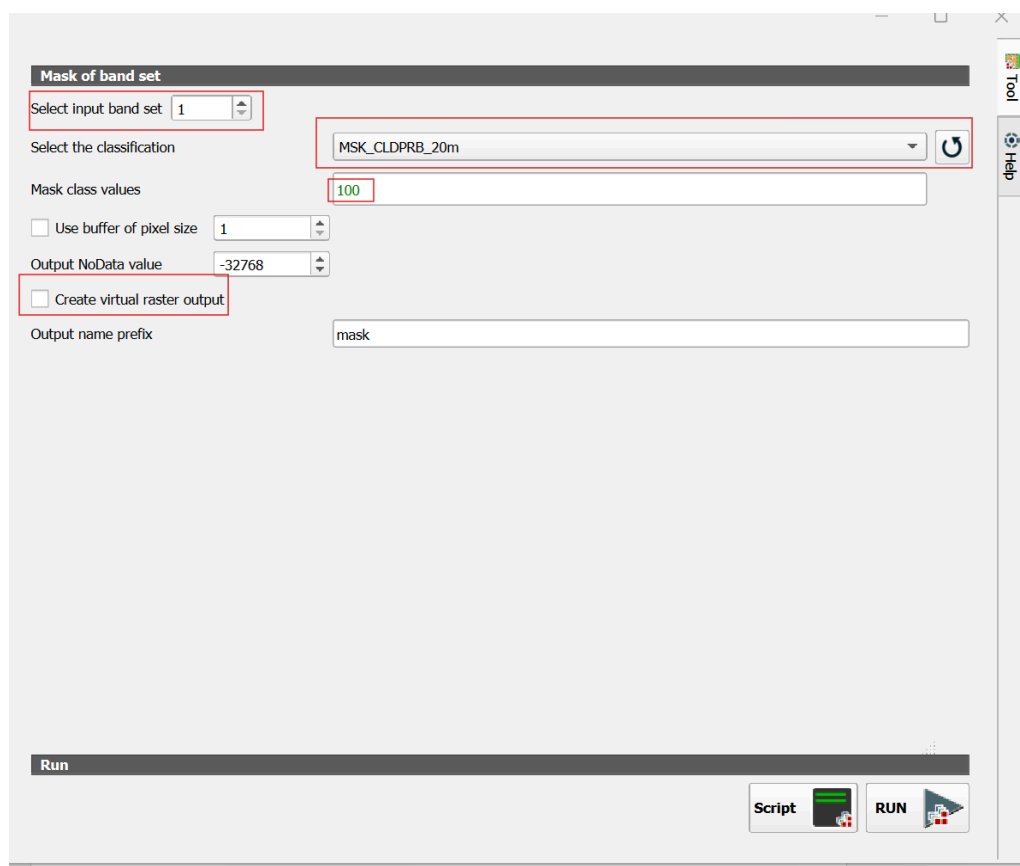 Mask of band set
Select input band set 1
Select the classification MSK_CLDPRB_20m
Mask class values 100
Use buffer of pixel size 1
Output NoData value -32768
Create virtual raster output
Output name prefix mask
Run
Script RUN
Tool
Help